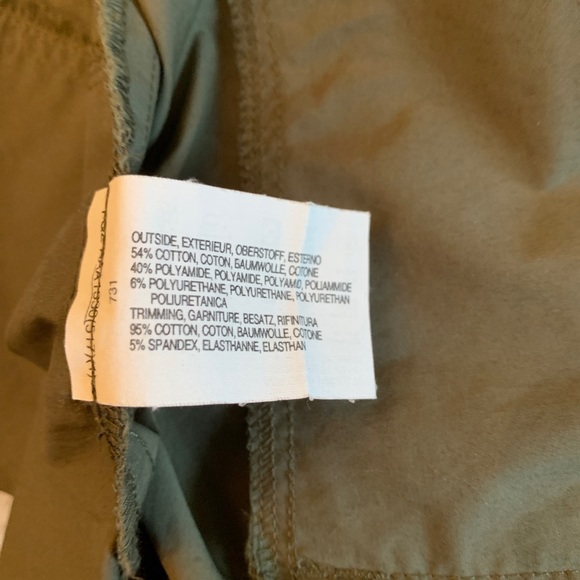 OUTSIDE, EXTERIEUR, OBERSTOFF, ESTERNO
54% COTTON, COTON, BAUMWOLLE, COTONE
40% POLYAMIDE, POLYAMIDE, POLYAMID, POLIAMMIDE
6% POLYURETHANE, POLYURETHANE, POLYURETHAN
POLIURETANICA
TRIMMING, GARNITURE, BESATZ, RIFINITURA
95% COTTON, COTON, BAUMWOLLE, COTONE
5% SPANDEX, ELASTHANNE, ELASTHAN
731